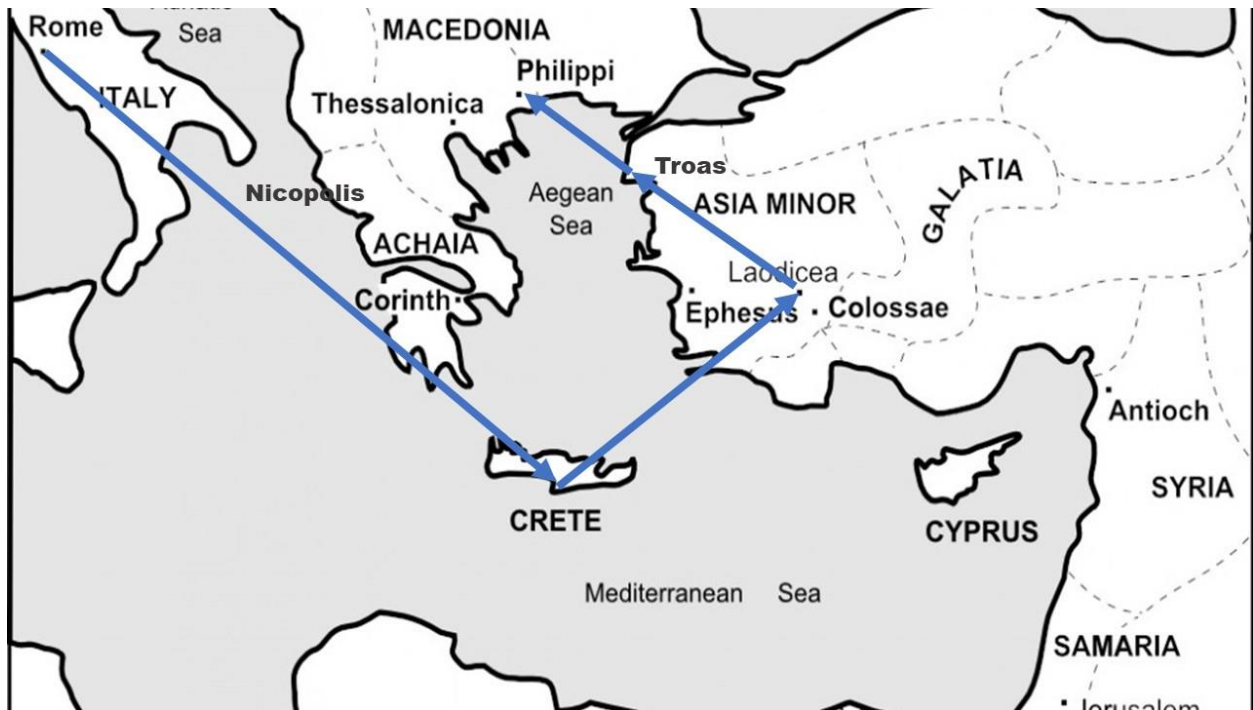 Rome
Sea
MACEDONIA
Philippi
ITALY
Thessalonica
Troas
Nicopolis
Aegean
Sea
ASIA MINOR
GALATIA
ACHAIA
Laodicea
Corinth
Ephesus
Colossae
Antioch
SYRIA
CRETE
CYPRUS
Mediterranean Sea
SAMARIA
Jerusalem